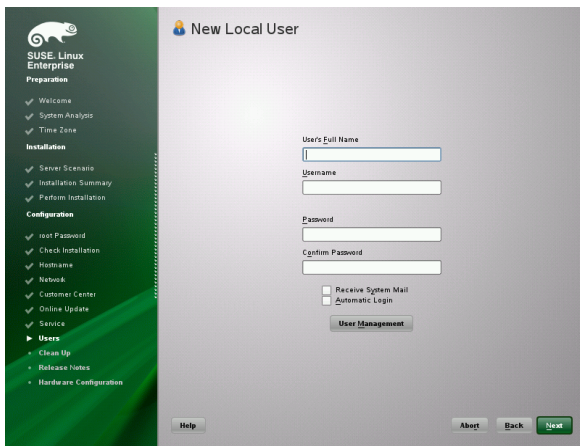 SUSE. Linux
Enterprise
Preparation
Welcome
System Analysis
Time Zone
Installation
Server Scenario
Installation Summary
Perform Installation
Configuration
root Password
Check Installation
Hostname
Network
Customer Center
Online Update
Service
Users
Clean Up
Release Notes
Hardware Configuration
New Local User
User's Full Name
Username
Password
Confirm Password
Receive System Mail
Automatic Login
User Management
Help
Abort
Back
Next